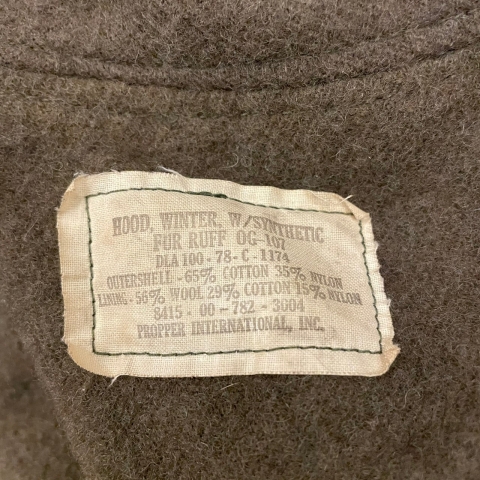 HOOD, WINTER, W/SYNTHETIC
FUR RUFF OG-107
DLA 100-78-C-1174
OUTERSHELL-65% COTTON 35% NYLON
LINING-56% WOOL 29% COTTON 15% NYLON
8415-00-782-3004
PROPPER INTERNATIONAL, INC.